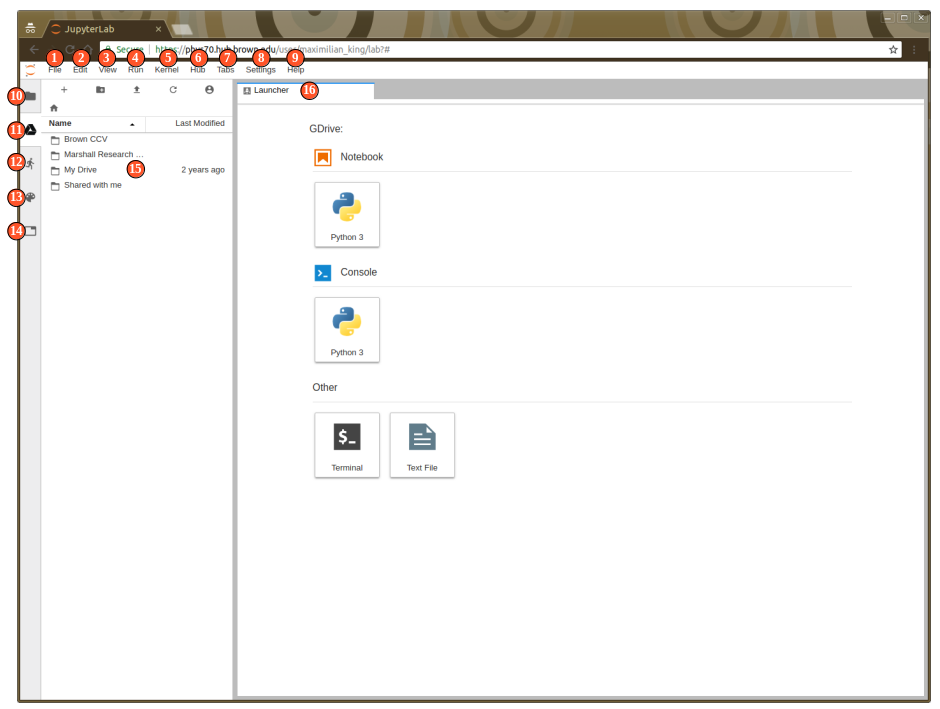 JupyterLab
Secure https://phys70.hub.brown.edu/user/maximilian_king/lab?#
1 2 3 4 5 6 7 8 9
File Edit View Run Kernel Hub Tabs Settings Help
10
11
12
13
14
Name Last Modified
Brown CCV
Marshall Research ...
My Drive 15 2 years ago
Shared with me
Launcher 16
GDrive:
Notebook
Python 3
Console
Python 3
Other
$_
Terminal Text File